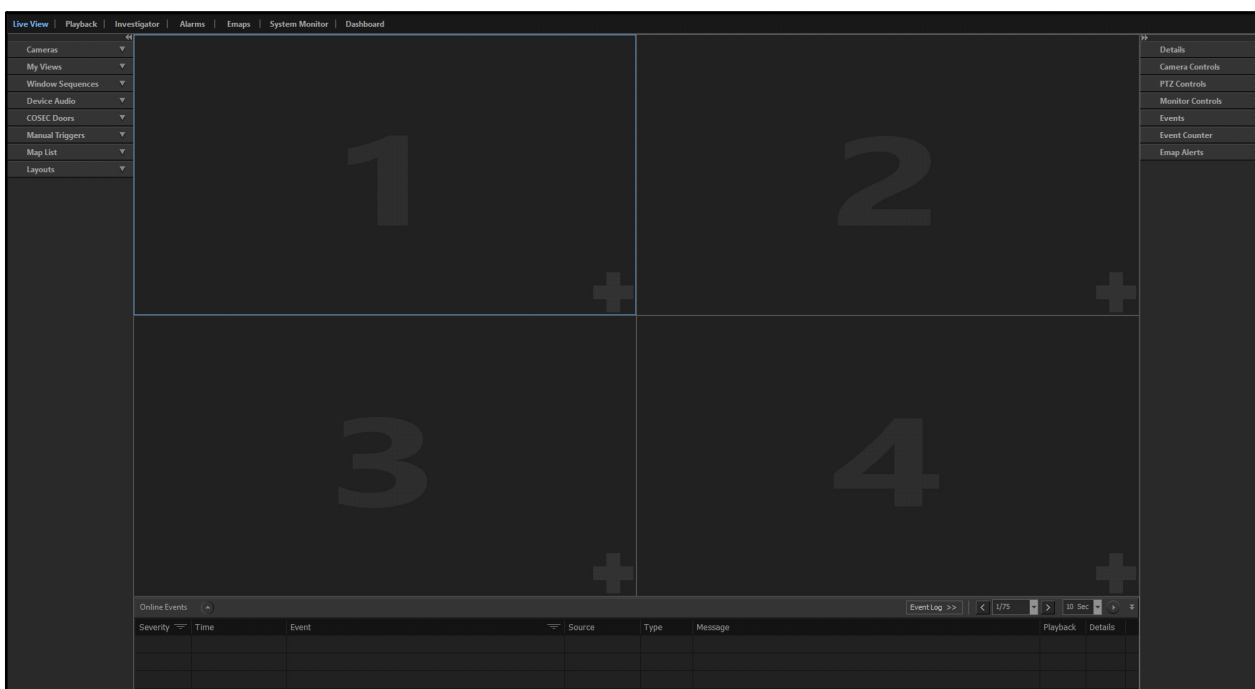 Live View | Playback | Investigator | Alarms | Emaps | System Monitor | Dashboard
Cameras
My Views
Window Sequences
Device Audio
COSEC Doors
Manual Triggers
Map List
Layouts
1
2
3
4
Details
Camera Controls
PTZ Controls
Monitor Controls
Events
Event Counter
Emap Alerts
Online Events Event Log >> 1/75 10 Sec
Severity Time Event Source Type Message Playback Details